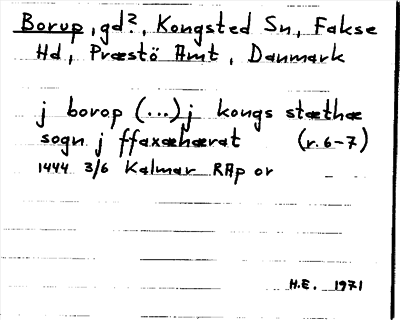 Borup, gd?, Kongsted Sn, Fakse
Hd, Præstö Amt, Danmark
j borop (...) j kongs stæthæ
sogn j ffaxæhærat (r. 6-7)
1444 3/6 Kalmar RAp or
H.E. 1971